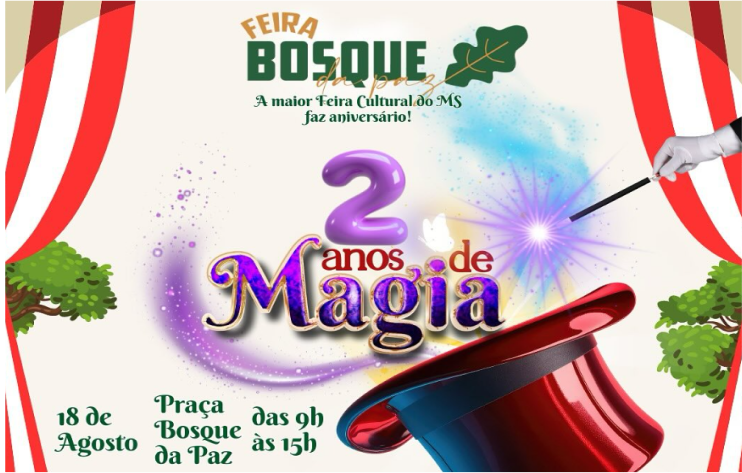 FEIRA
BOSQUE
da paz
A maior Feira Cultural do MS
faz aniversário!
2
anos de
Magia
18 de
Agosto
Praça
Bosque
da Paz
das 9h
às 15h